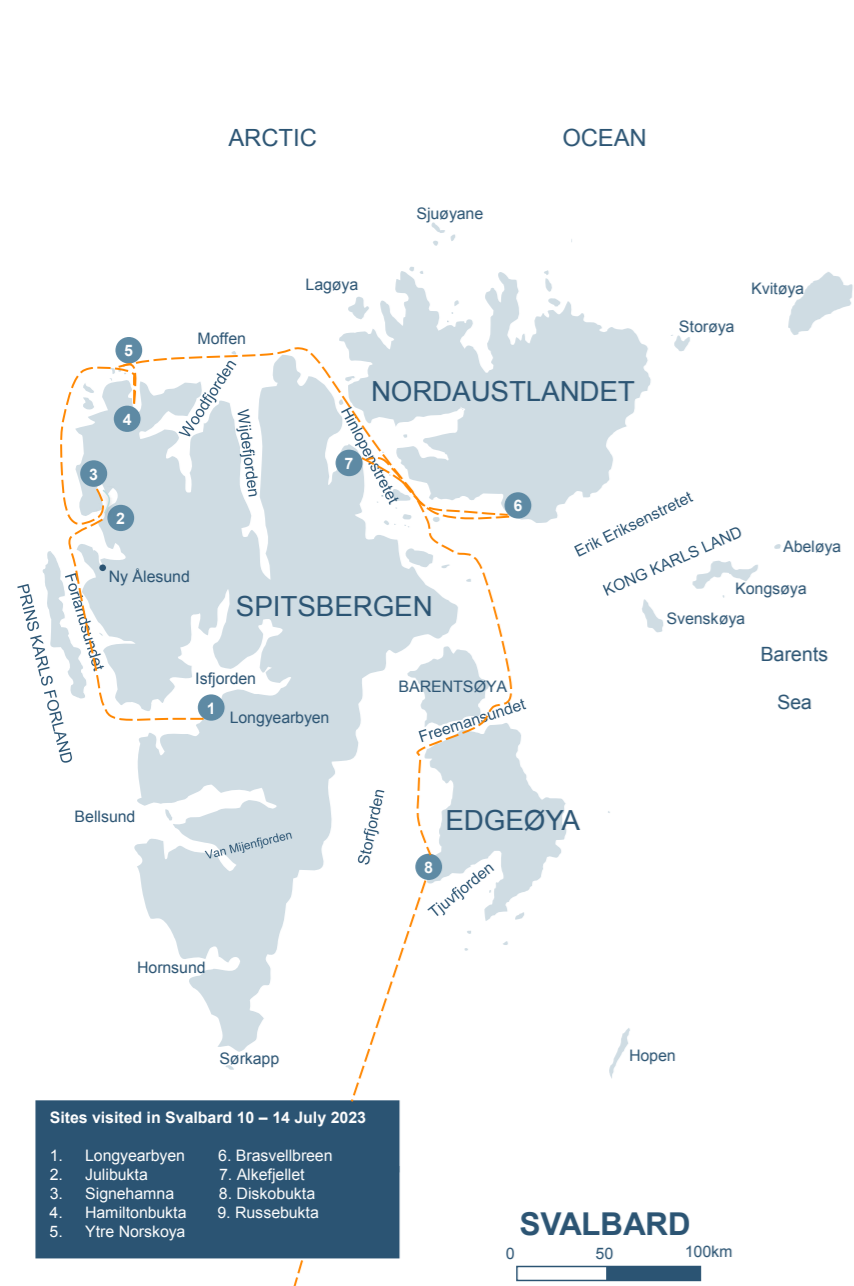 ARCTIC OCEAN
Sjuøyane
Lagøya
Kvitøya
Storøya
Moffen
5
NORDAUSTLANDET
Woodfjorden
Wijdefjorden
Hinlopenstretet
4
7
3
6
2
Erik Eriksenstretet
KONG KARLS LAND
Abeløya
Ny Ålesund
Kongsøya
PRINS KARLS FORLAND
Forlandsundet
SPITSBERGEN
Svenskøya
Barents
Sea
Isfjorden
BARENTSØYA
1
Longyearbyen
Freemansundet
Bellsund
EDGEØYA
Storfjorden
Van Mijenfjorden
8
Tjuvfjorden
Hornsund
Hopen
Sørkapp
Sites visited in Svalbard 10 – 14 July 2023
1. Longyearbyen
2. Julibukta
3. Signehamna
4. Hamiltonbukta
5. Ytre Norskoya
6. Brasvellbreen
7. Alkefjellet
8. Diskobukta
9. Russebukta
SVALBARD
0 50 100km